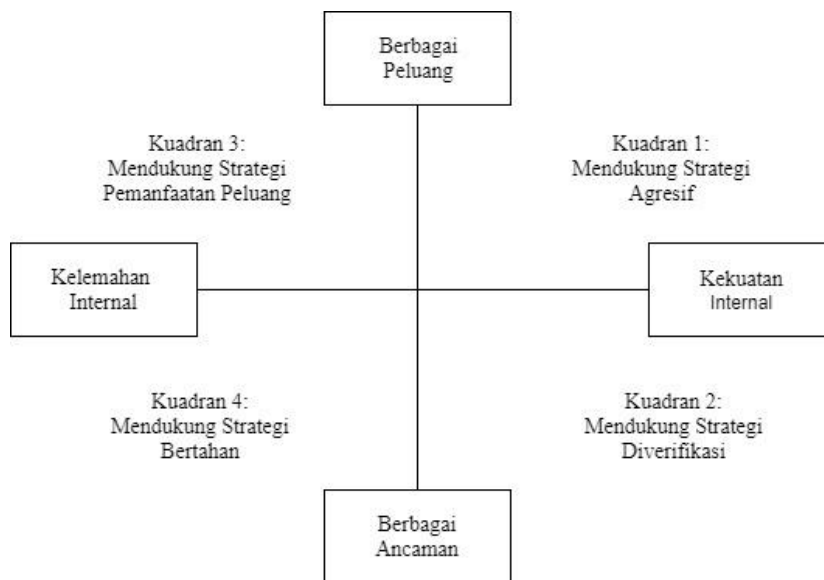 Berbagai
Peluang
Kuadran 3:
Mendukung Strategi
Pemanfaatan Peluang
Kuadran 1:
Mendukung Strategi
Agresif
Kelemahan
Internal
Kekuatan
Internal
Kuadran 4:
Mendukung Strategi
Bertahan
Kuadran 2:
Mendukung Strategi
Diverifikasi
Berbagai
Ancaman